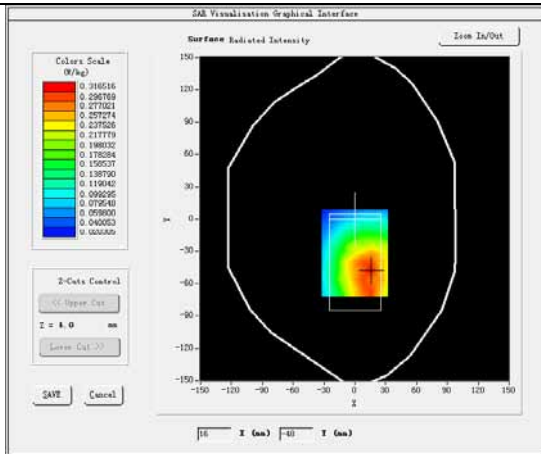 SAR Visualisation Graphical Interface
Surface Radiated Intensity
Zoom In/Out
Colors Scale
(W/kg)
0.316516
0.296769
0.277021
0.257274
0.237526
0.217779
0.198032
0.178284
0.158537
0.138790
0.119042
0.099295
0.079548
0.059800
0.040053
0.020305
150
120
90
60
30
0
-30
-60
-90
-120
-150
Y
-150 -120 -90 -60 -30 0 30 60 90 120 150
X
Z-Cuts Control
<< Upper Cut
Z = 4.0 mm
Lower Cut >>
SAVE Cancel
16 X (mm) -48 Y (mm)